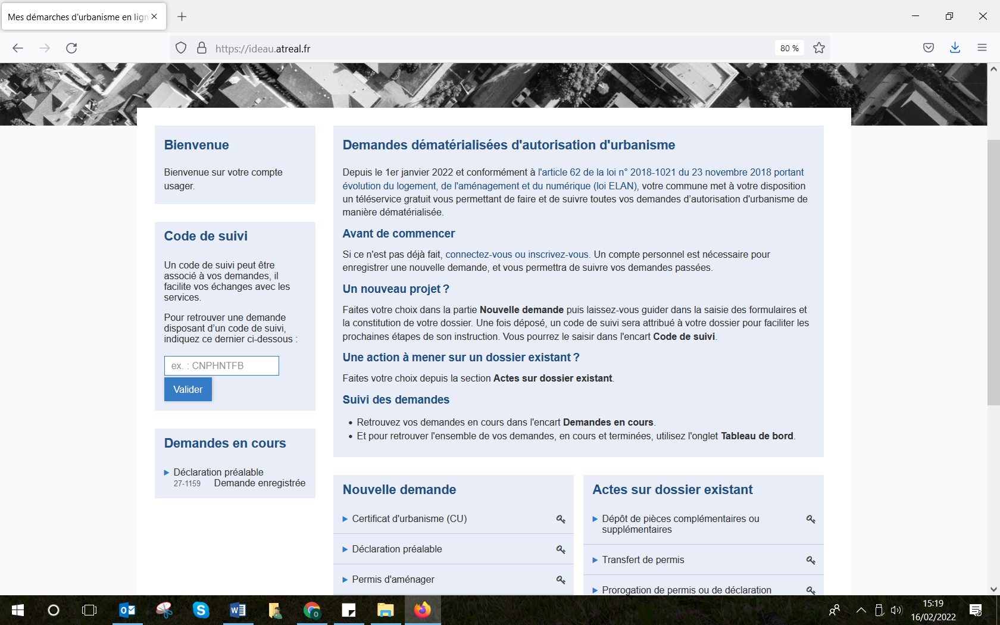 Mes démarches d'urbanisme en lign
https://ideau.atreal.fr
80 %
Bienvenue
Bienvenue sur votre compte
usager.
Code de suivi
Un code de suivi peut être
associé à vos demandes, il
facilite vos échanges avec les
services.
Pour retrouver une demande
disposant d’un code de suivi,
indiquez ce dernier ci-dessous :
ex. : CNPHNTFB
Valider
Demandes en cours
Déclaration préalable
27-1159 Demande enregistrée
Demandes dématérialisées d'autorisation d'urbanisme
Depuis le 1er janvier 2022 et conformément à l'article 62 de la loi n° 2018-1021 du 23 novembre 2018 portant
évolution du logement, de l'aménagement et du numérique (loi ELAN), votre commune met à votre disposition
un téléservice gratuit vous permettant de faire et de suivre toutes vos demandes d’autorisation d'urbanisme de
manière dématérialisée.
Avant de commencer
Si ce n'est pas déjà fait, connectez-vous ou inscrivez-vous. Un compte personnel est nécessaire pour
enregistrer une nouvelle demande, et vous permettra de suivre vos demandes passées.
Un nouveau projet ?
Faites votre choix dans la partie Nouvelle demande puis laissez-vous guider dans la saisie des formulaires et
la constitution de votre dossier. Une fois déposé, un code de suivi sera attribué à votre dossier pour faciliter les
prochaines étapes de son instruction. Vous pourrez le saisir dans l'encart Code de suivi.
Une action à mener sur un dossier existant ?
Faites votre choix depuis la section Actes sur dossier existant.
Suivi des demandes
• Retrouvez vos demandes en cours dans l'encart Demandes en cours.
• Et pour retrouver l'ensemble de vos demandes, en cours et terminées, utilisez l'onglet Tableau de bord.
Nouvelle demande
Certificat d'urbanisme (CU)
Déclaration préalable
Permis d'aménager
Actes sur dossier existant
Dépôt de pièces complémentaires ou
supplémentaires
Transfert de permis
Prorogation de permis ou de déclaration
15:19
16/02/2022